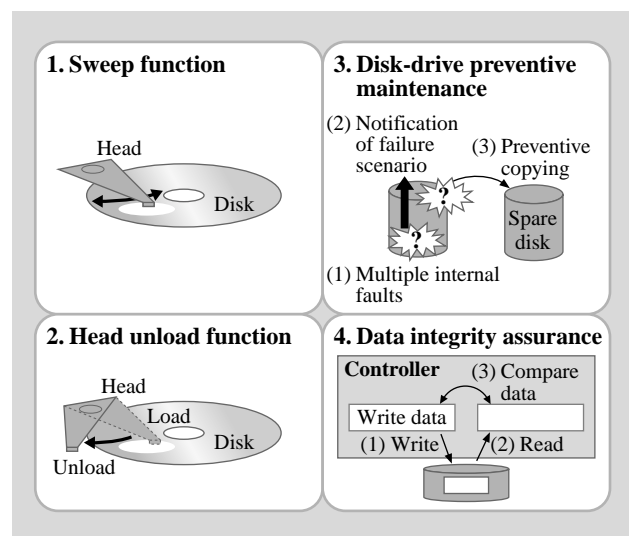 1. Sweep function
Head
Disk
2. Head unload function
Head
Load
Disk
Unload
3. Disk-drive preventive
maintenance
(2) Notification
of failure
scenario
(3) Preventive
copying
?
?
Spare
disk
(1) Multiple internal
faults
4. Data integrity assurance
Controller
(3) Compare
data
Write data
(1) Write
(2) Read